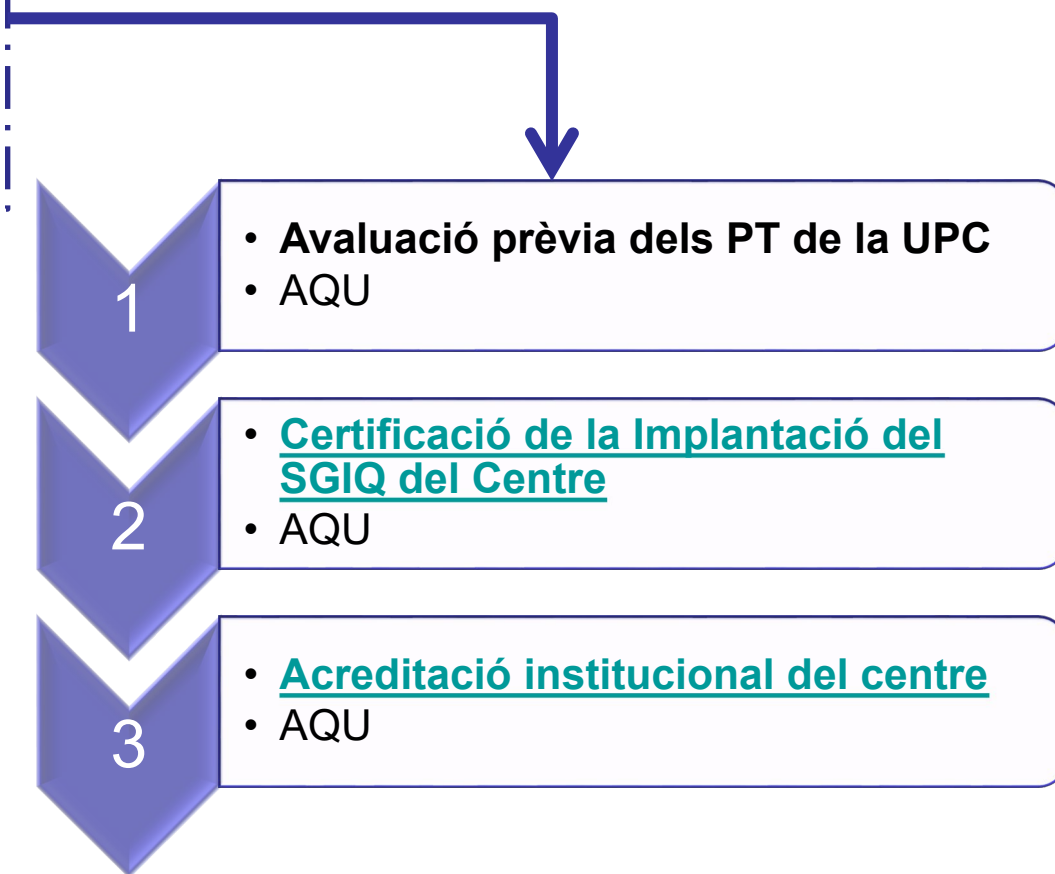 1
• Avaluació prèvia dels PT de la UPC
• AQU
2
• Certificació de la Implantació del
SGIQ del Centre
• AQU
3
• Acreditació institucional del centre
• AQU